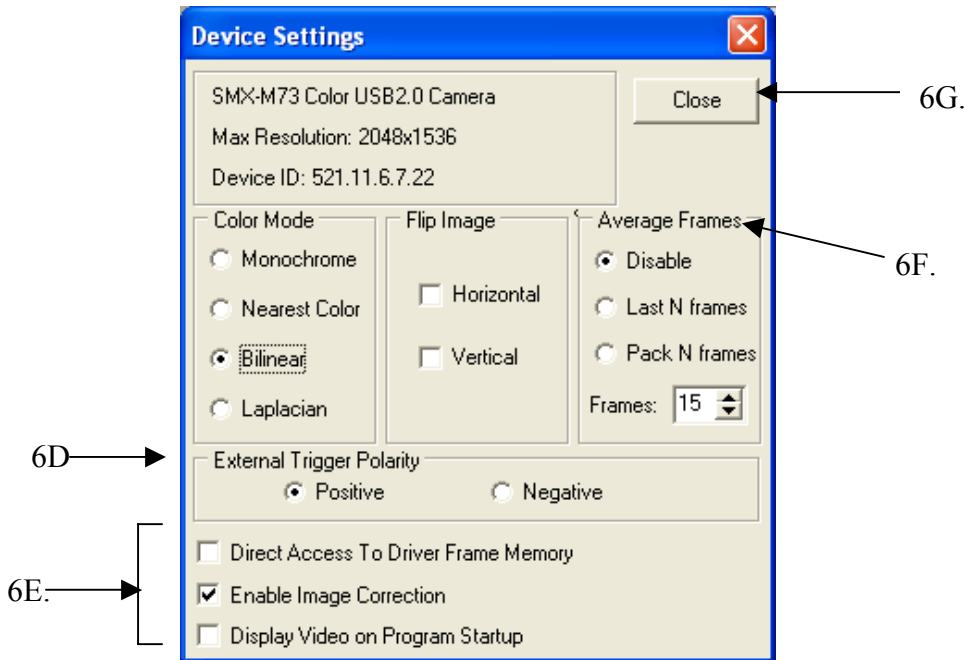 Device Settings
SMX-M73 Color USB2.0 Camera
Max Resolution: 2048x1536
Device ID: 521.11.6.7.22
Close
6G.
Color Mode
Monochrome
Nearest Color
Bilinear
Laplacian
Flip Image
Horizontal
Vertical
Average Frames
Disable
Last N frames
Pack N frames
Frames: 15
6F.
6D
External Trigger Polarity
Positive Negative
6E.
Direct Access To Driver Frame Memory
Enable Image Correction
Display Video on Program Startup